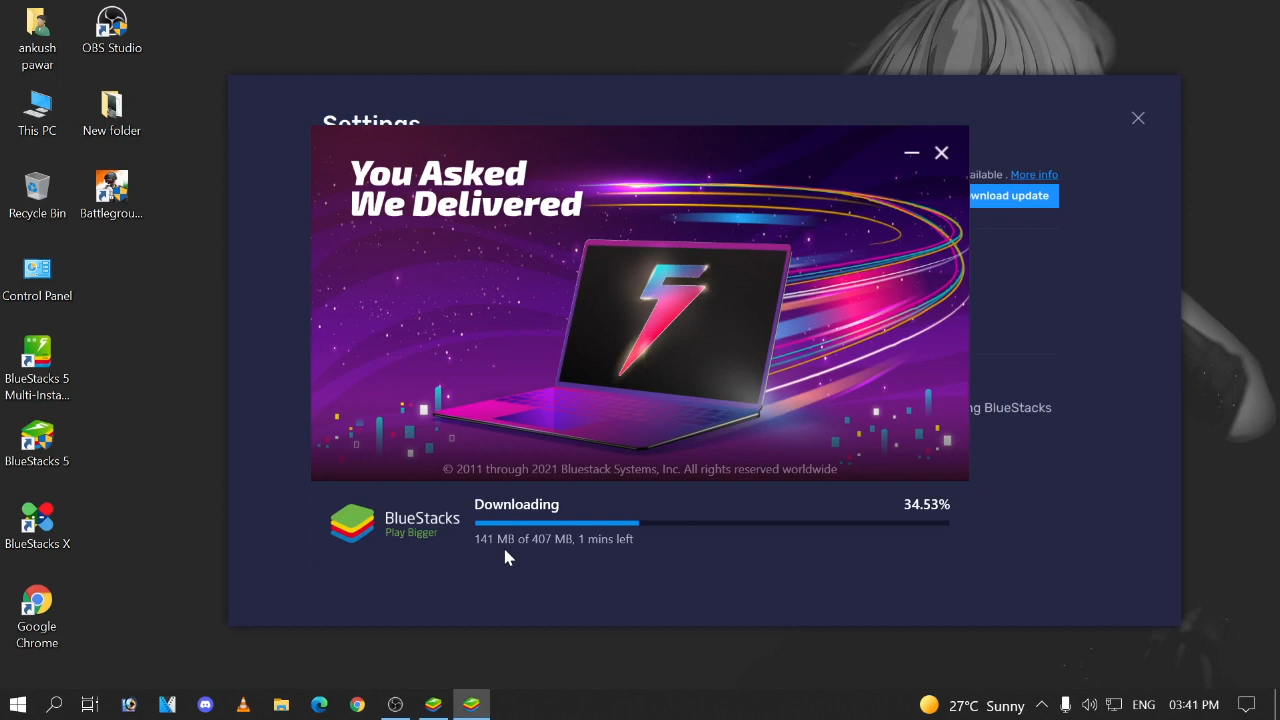 ankush
pawar
OBS Studio
This PC
New folder
Recycle Bin
Battlegrou...
Control Panel
BlueStacks 5
Multi-Insta...
BlueStacks 5
BlueStacks X
Google
Chrome
Settings
ailable . More info
wnload update
You Asked
We Delivered
ng BlueStacks
© 2011 through 2021 Bluestack Systems, Inc. All rights reserved worldwide
BlueStacks
Play Bigger
Downloading
34.53%
141 MB of 407 MB, 1 mins left
27°C Sunny
ENG
03:41 PM